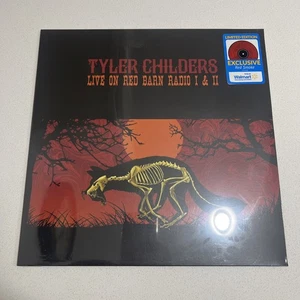 TYLER CHILDERS
LIVE ON RED BARN RADIO I & II
LIMITED EDITION
EXCLUSIVE
Walmart